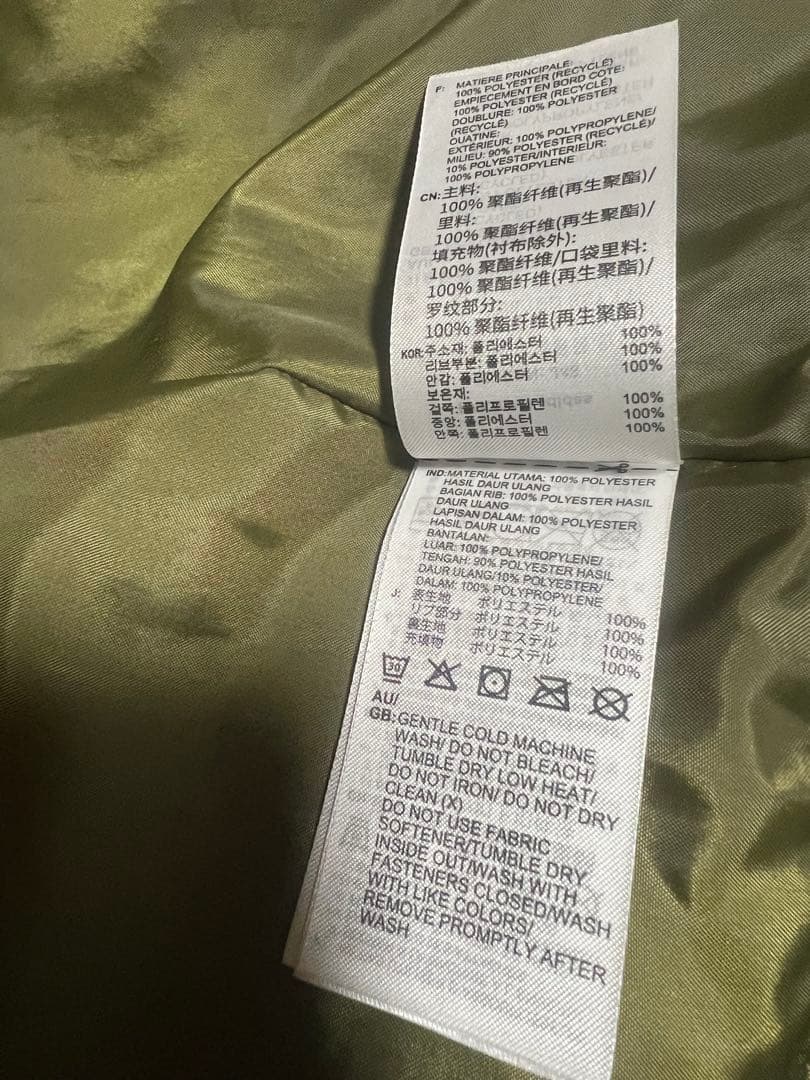 F: MATIERE PRINCIPALE:
100% POLYESTER (RECYCLÉ)
EMPIECEMENT EN BORD CÔTE:
100% POLYESTER (RECYCLÉ)
DOUBLURE: 100% POLYESTER
(RECYCLÉ)
OUATINE:
EXTÉRIEUR: 100% POLYPROPYLENE/
MILIEU: 90% POLYESTER (RECYCLÉ)/
10% POLYESTER/INTERIEUR:
100% POLYPROPYLENE
CN: 主料:
100% 聚酯纤维(再生聚酯)/
里料:
100% 聚酯纤维(再生聚酯)/
填充物(衬布除外):
100% 聚酯纤维/口袋里料:
100% 聚酯纤维(再生聚酯)/
罗纹部分:
100% 聚酯纤维(再生聚酯)
KOR: 주소재: 폴리에스터 100%
리브부분: 폴리에스터 100%
안감: 폴리에스터 100%
보온재:
겉쪽: 폴리프로필렌 100%
중앙: 폴리에스터 100%
안쪽: 폴리프로필렌 100%
IND: MATERIAL UTAMA: 100% POLYESTER
HASIL DAUR ULANG
BAGIAN RIB: 100% POLYESTER HASIL
DAUR ULANG
LAPISAN DALAM: 100% POLYESTER
HASIL DAUR ULANG
BANTALAN:
LUAR: 100% POLYPROPYLENE/
TENGAH: 90% POLYESTER HASIL
DAUR ULANG/10% POLYESTER/
DALAM: 100% POLYPROPYLENE
J: 表生地 ポリエステル 100%
リブ部分 ポリエステル 100%
裏生地 ポリエステル 100%
充填物 ポリエステル 100%
30
AU/
GB: GENTLE COLD MACHINE
WASH/ DO NOT BLEACH/
TUMBLE DRY LOW HEAT/
DO NOT IRON/ DO NOT DRY
CLEAN (X)
DO NOT USE FABRIC
SOFTENER/TUMBLE DRY
INSIDE OUT/WASH WITH
FASTENERS CLOSED/WASH
WITH LIKE COLORS/
REMOVE PROMPTLY AFTER
WASH